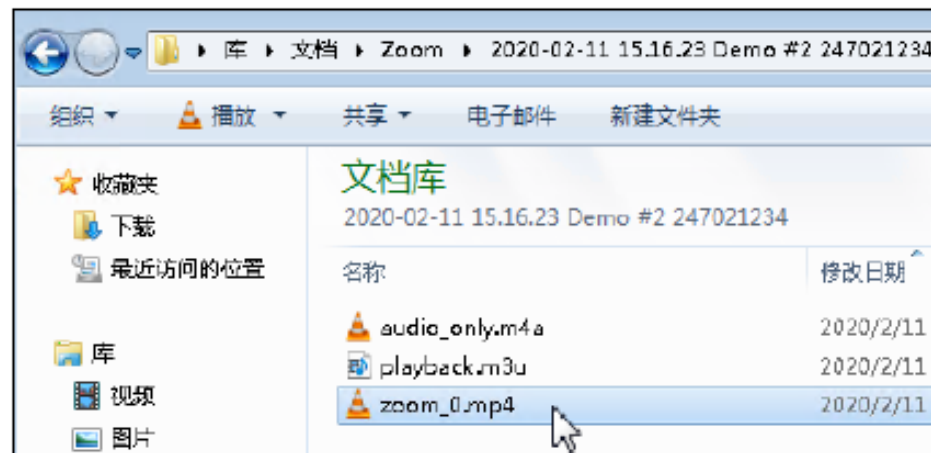 库 文档 Zoom 2020-02-11 15.16.23 Demo #2 247021234
组织 播放 共享 电子邮件 新建文件夹
收藏夹
下载
最近访问的位置
库
视频
图片
文档库
2020-02-11 15.16.23 Demo #2 247021234
名称 修改日期
audio_only.m4a 2020/2/11
playback.m3u 2020/2/11
zoom_0.mp4 2020/2/11